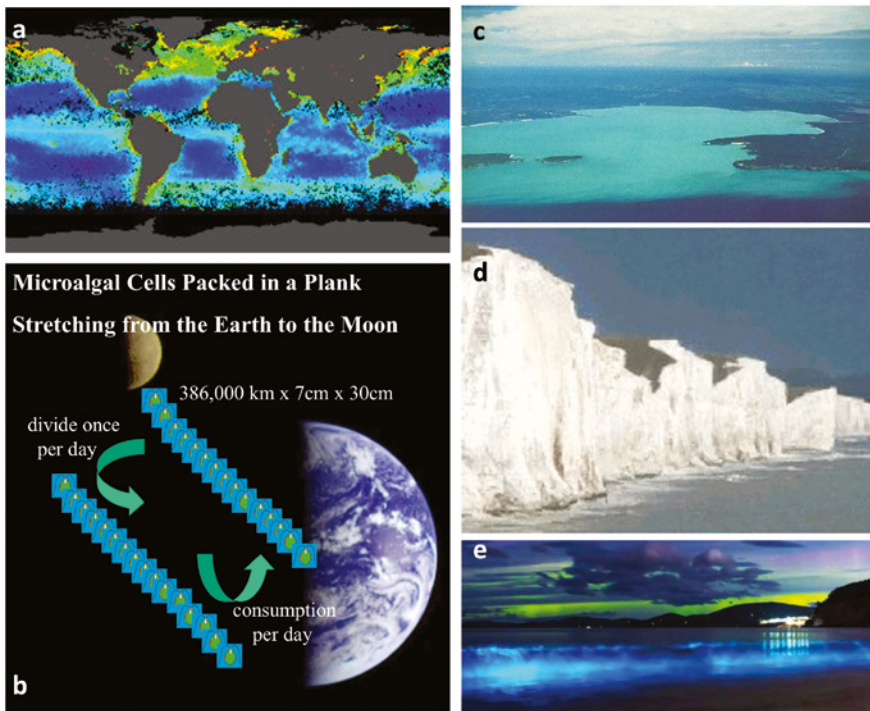 a
Microalgal Cells Packed in a Plank
Stretching from the Earth to the Moon
386,000 km x 7cm x 30cm
divide once
per day
consumption
per day
b
c
d
e